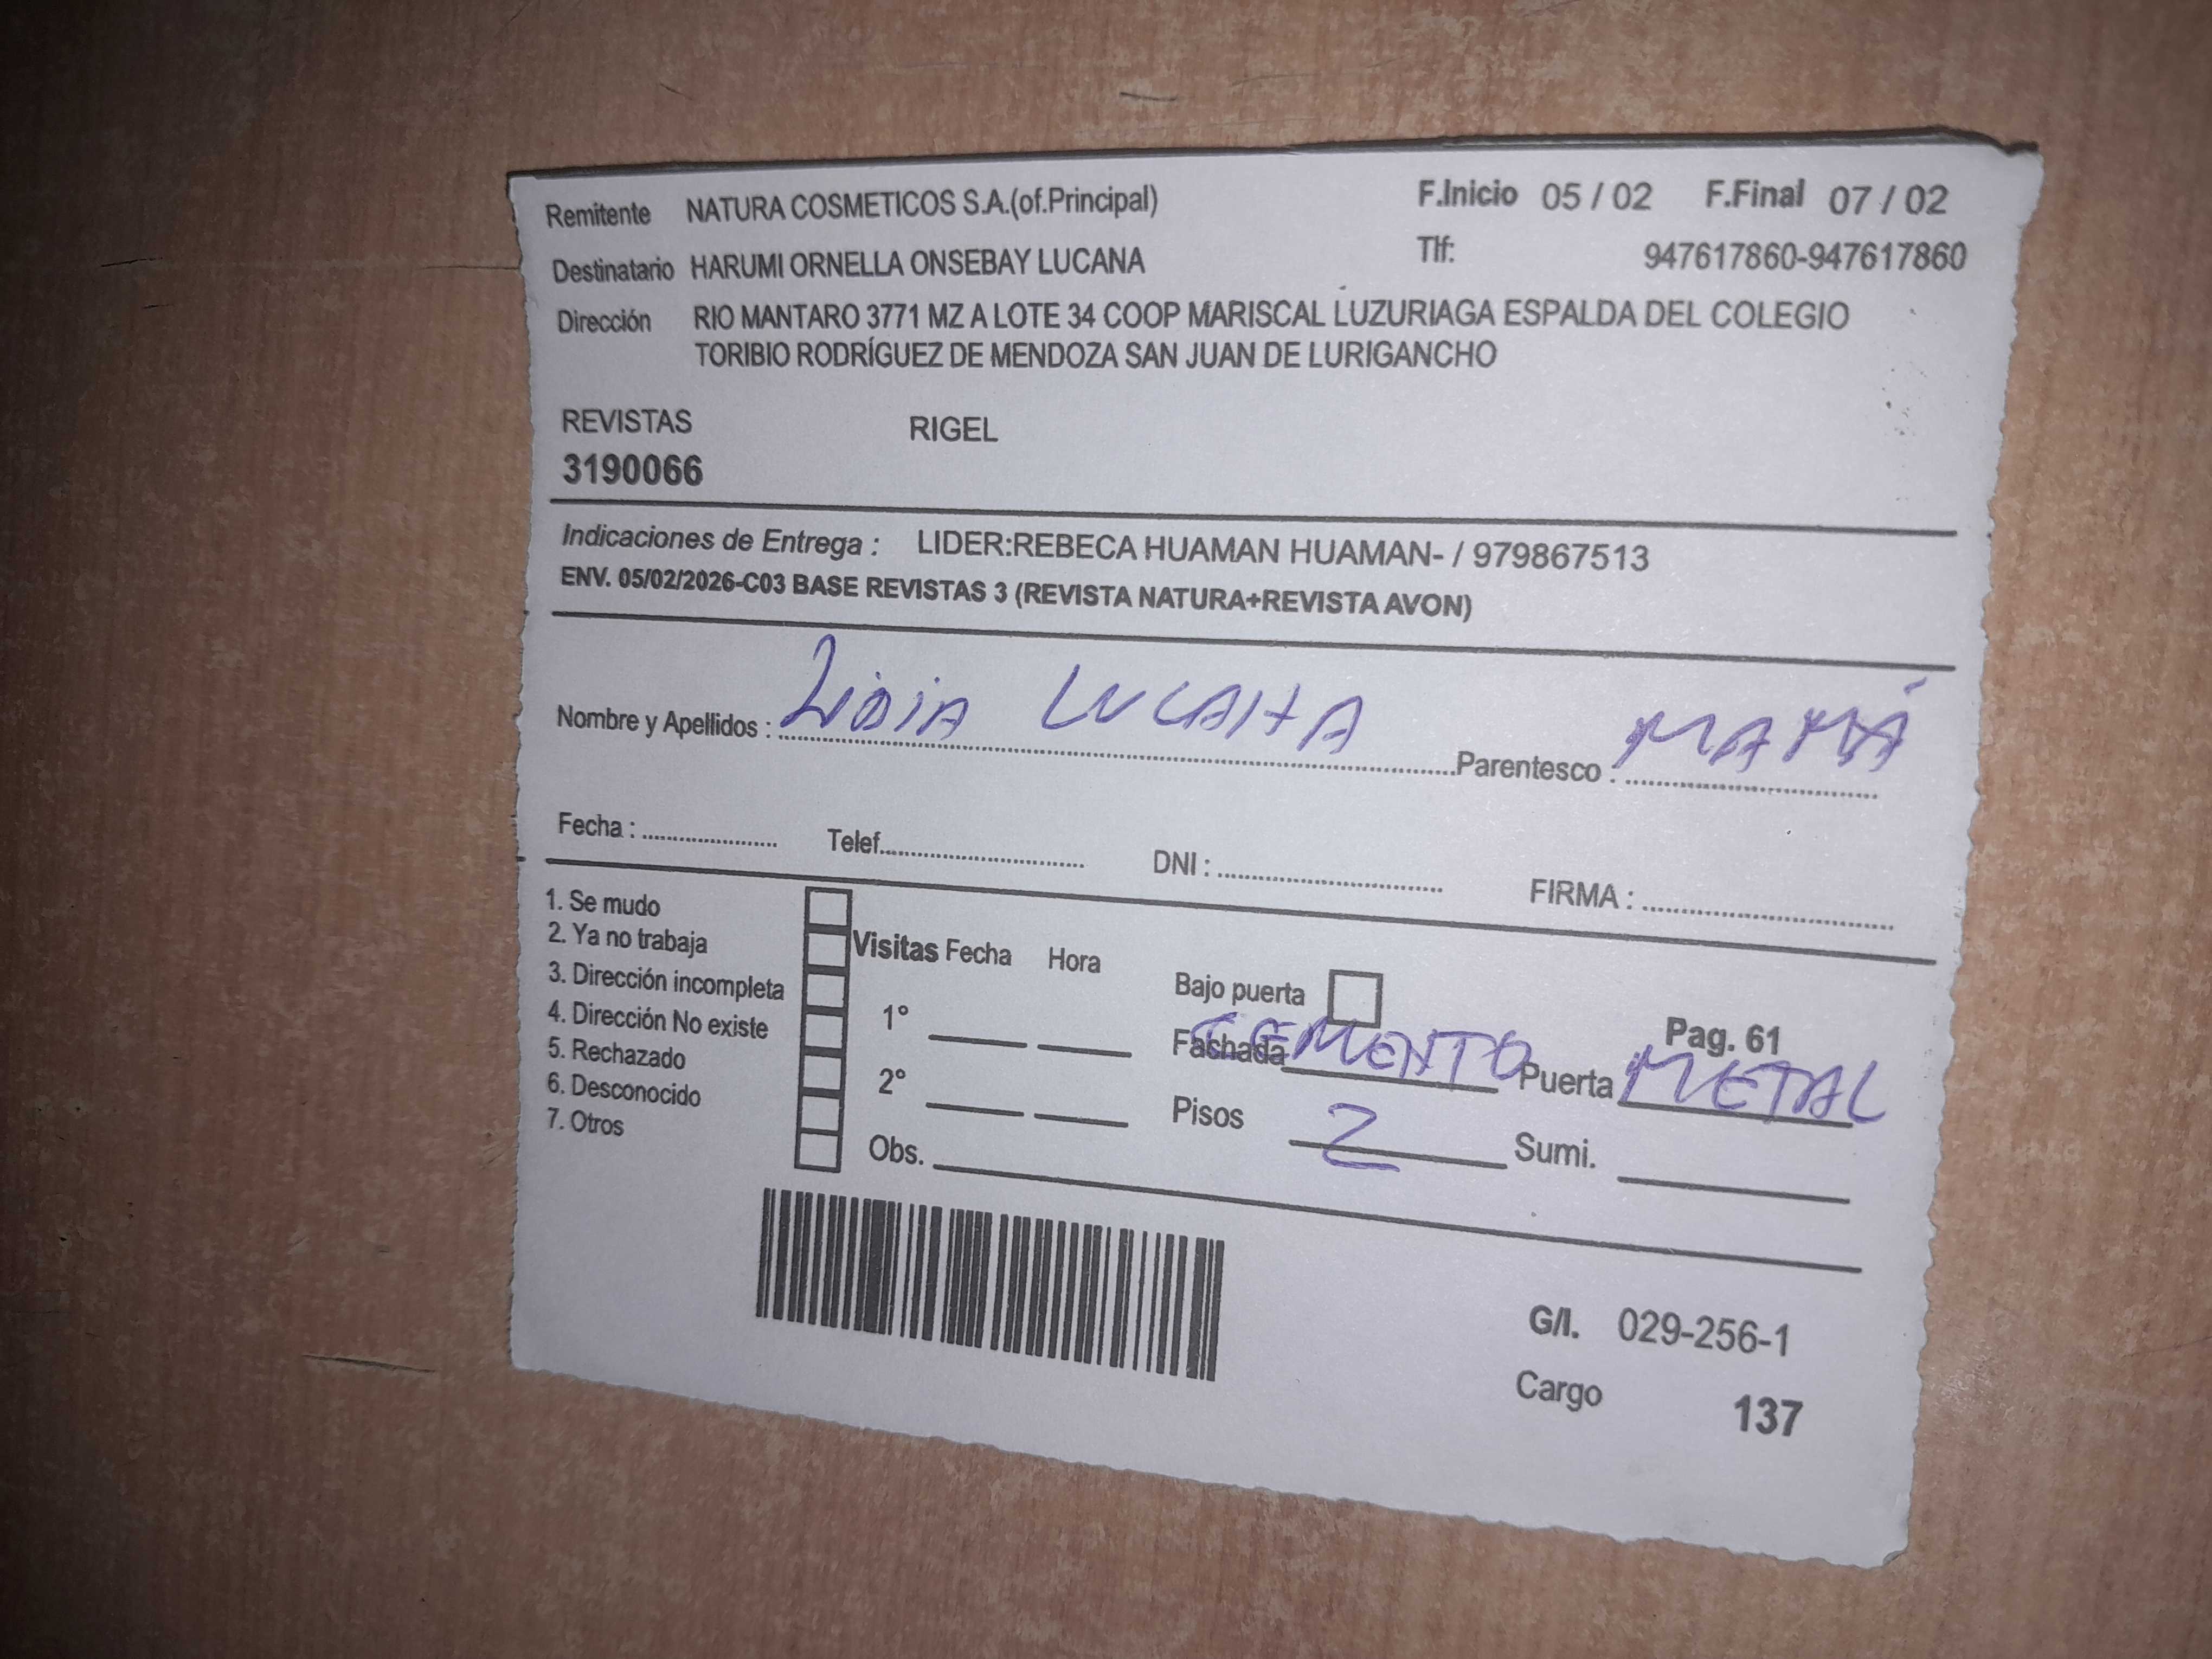 Remitente NATURA COSMETICOS S.A.(of.Principal) F.Inicio 05 / 02 F.Final 07 / 02
Destinatario HARUMI ORNELLA ONSEBAY LUCANA Tlf: 947617860-947617860
Dirección RIO MANTARO 3771 MZ A LOTE 34 COOP MARISCAL LUZURIAGA ESPALDA DEL COLEGIO
TORIBIO RODRÍGUEZ DE MENDOZA SAN JUAN DE LURIGANCHO
REVISTAS RIGEL
3190066
Indicaciones de Entrega : LIDER:REBECA HUAMAN HUAMAN- / 979867513
ENV. 05/02/2026-C03 BASE REVISTAS 3 (REVISTA NATURA+REVISTA AVON)
Nombre y Apellidos : LiDiA LUCANA Parentesco : MAMÁ
Fecha : Telef. DNI : FIRMA :
1. Se mudo
2. Ya no trabaja
3. Dirección incompleta
4. Dirección No existe
5. Rechazado
6. Desconocido
7. Otros
Visitas Fecha Hora
1°
2°
Obs.
Bajo puerta Pag. 61
Fachada CEMENTO Puerta METAL
Pisos 2 Sumi.
G/I. 029-256-1
Cargo 137